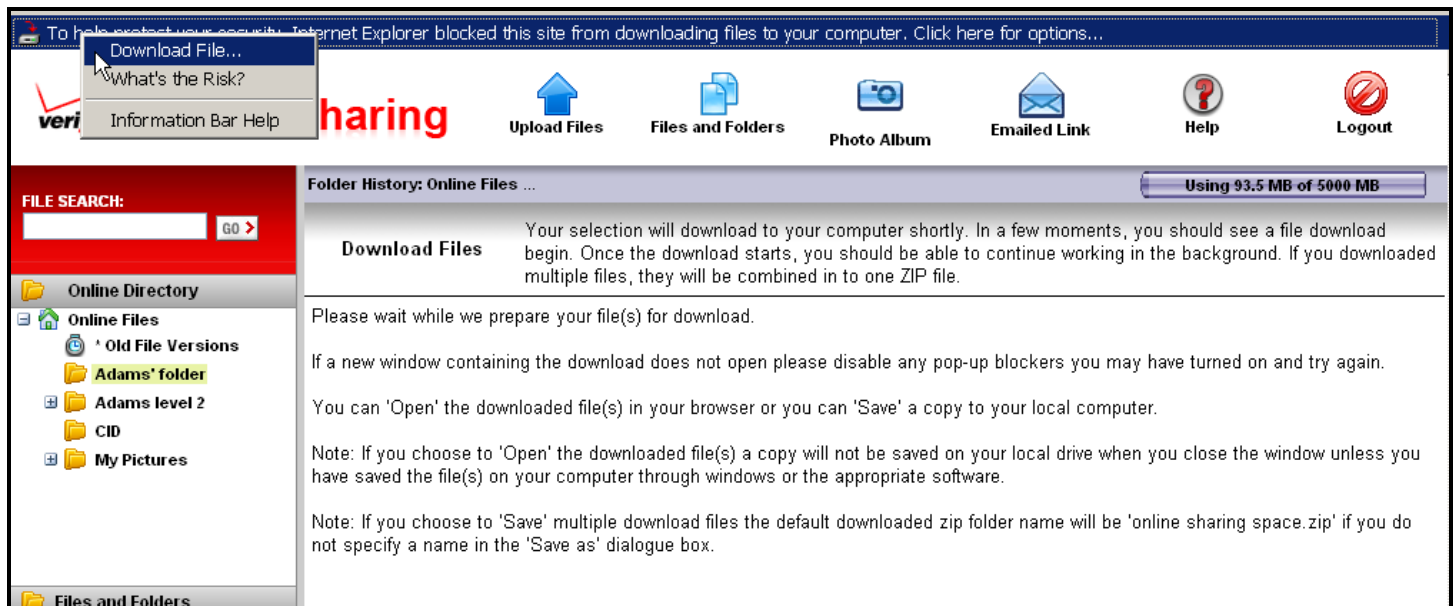 To help protect your security, Internet Explorer blocked this site from downloading files to your computer. Click here for options...
Download File...
What's the Risk?
Information Bar Help
veri
haring
Upload Files
Files and Folders
Photo Album
Emailed Link
Help
Logout
FILE SEARCH:
GO >
Folder History: Online Files ...
Using 93.5 MB of 5000 MB
Download Files
Your selection will download to your computer shortly. In a few moments, you should see a file download
begin. Once the download starts, you should be able to continue working in the background. If you downloaded
multiple files, they will be combined in to one ZIP file.
Online Directory
Online Files
* Old File Versions
Adams' folder
Adams level 2
CID
My Pictures
Files and Folders
Please wait while we prepare your file(s) for download.
If a new window containing the download does not open please disable any pop-up blockers you may have turned on and try again.
You can 'Open' the downloaded file(s) in your browser or you can 'Save' a copy to your local computer.
Note: If you choose to 'Open' the downloaded file(s) a copy will not be saved on your local drive when you close the window unless you
have saved the file(s) on your computer through windows or the appropriate software.
Note: If you choose to 'Save' multiple download files the default downloaded zip folder name will be 'online sharing space.zip' if you do
not specify a name in the 'Save as' dialogue box.